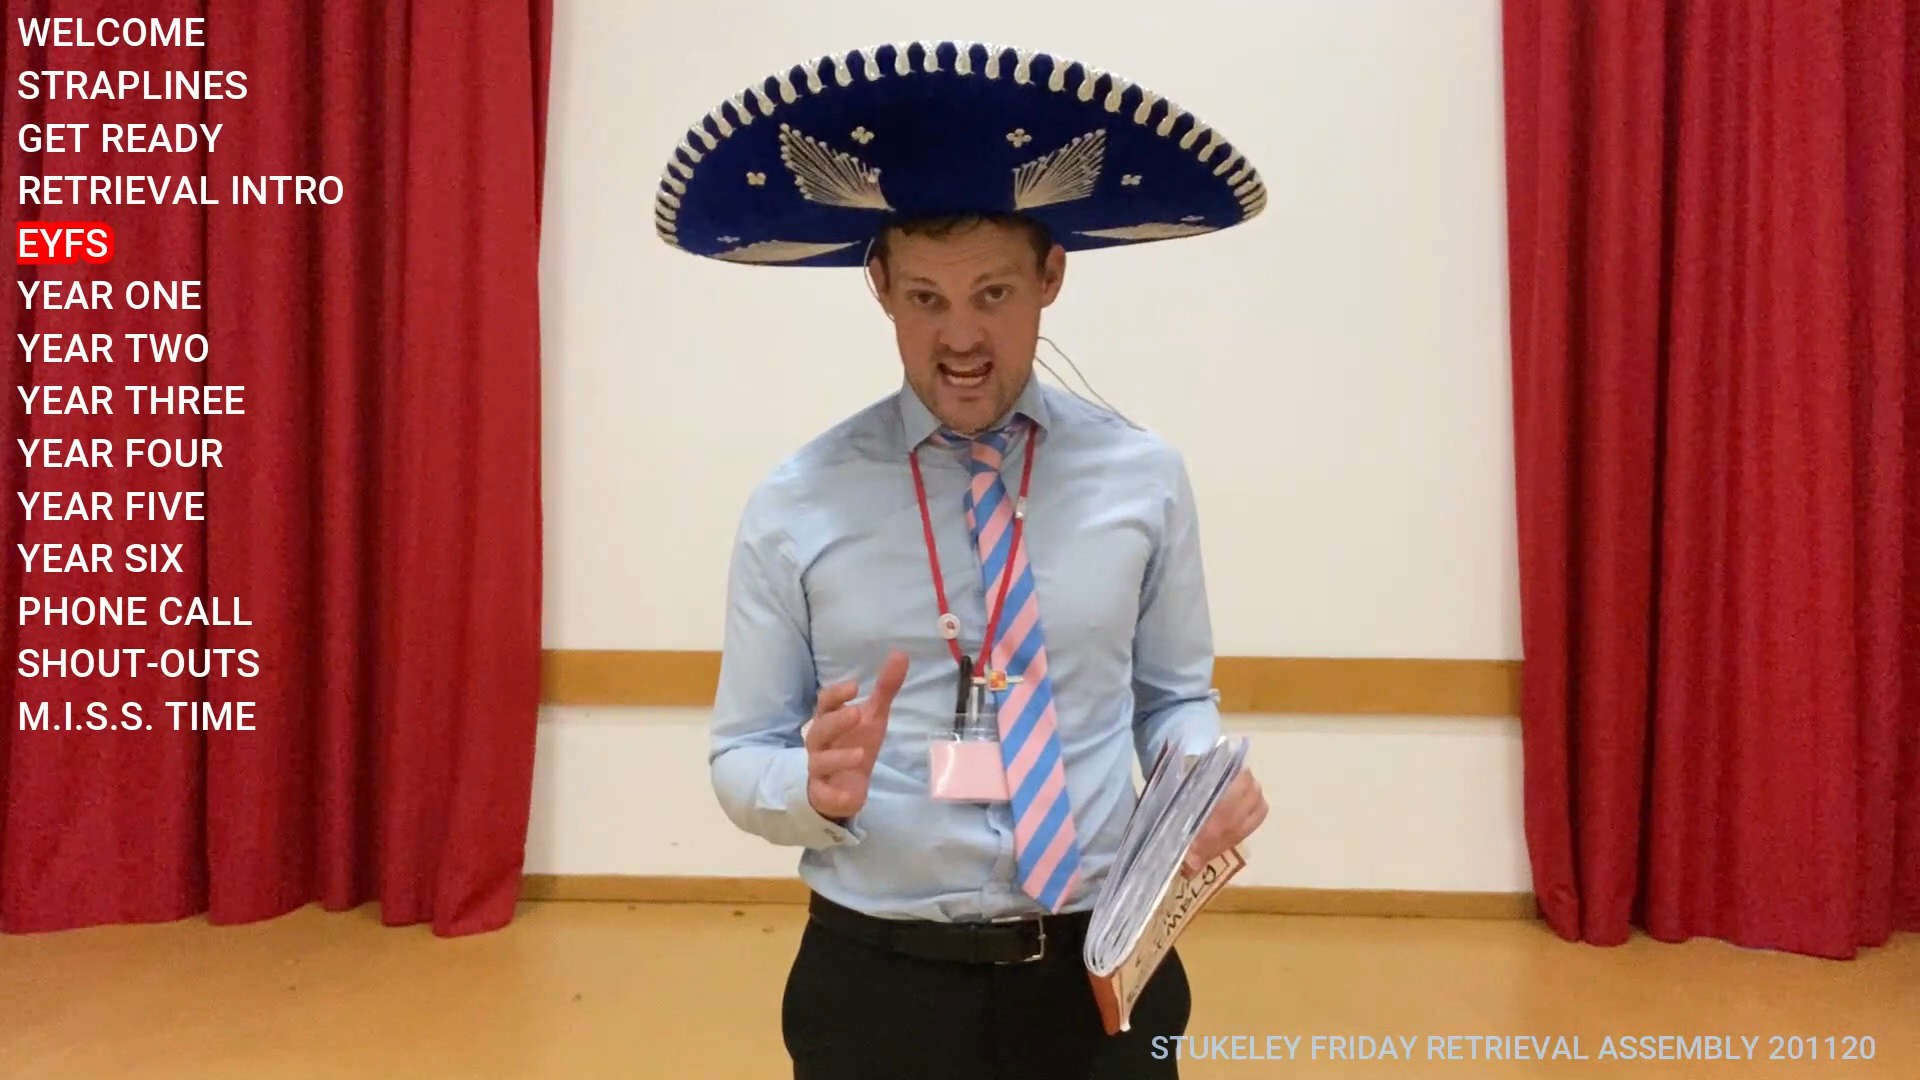 WELCOME
STRAPLINES
GET READY
RETRIEVAL INTRO
EYFS
YEAR ONE
YEAR TWO
YEAR THREE
YEAR FOUR
YEAR FIVE
YEAR SIX
PHONE CALL
SHOUT-OUTS
M.I.S.S. TIME
STUKELEY FRIDAY RETRIEVAL ASSEMBLY 201120